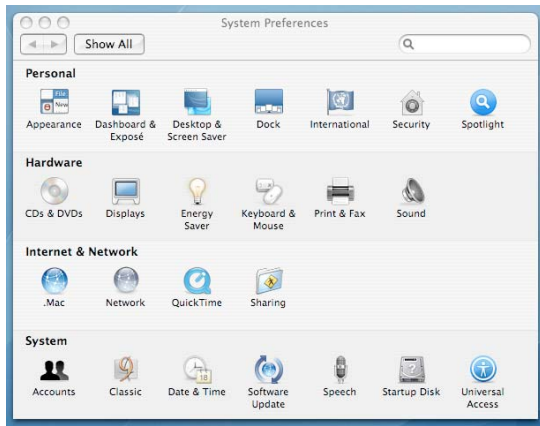 System Preferences
Show All
Personal
File
New
Appearance
Dashboard &
Exposé
Desktop &
Screen Saver
Dock
International
Security
Spotlight
Hardware
CDs & DVDs
Displays
Energy
Saver
Keyboard &
Mouse
Print & Fax
Sound
Internet & Network
.Mac
Network
QuickTime
Sharing
System
18
Accounts
Classic
Date & Time
Software
Update
Speech
Startup Disk
Universal
Access